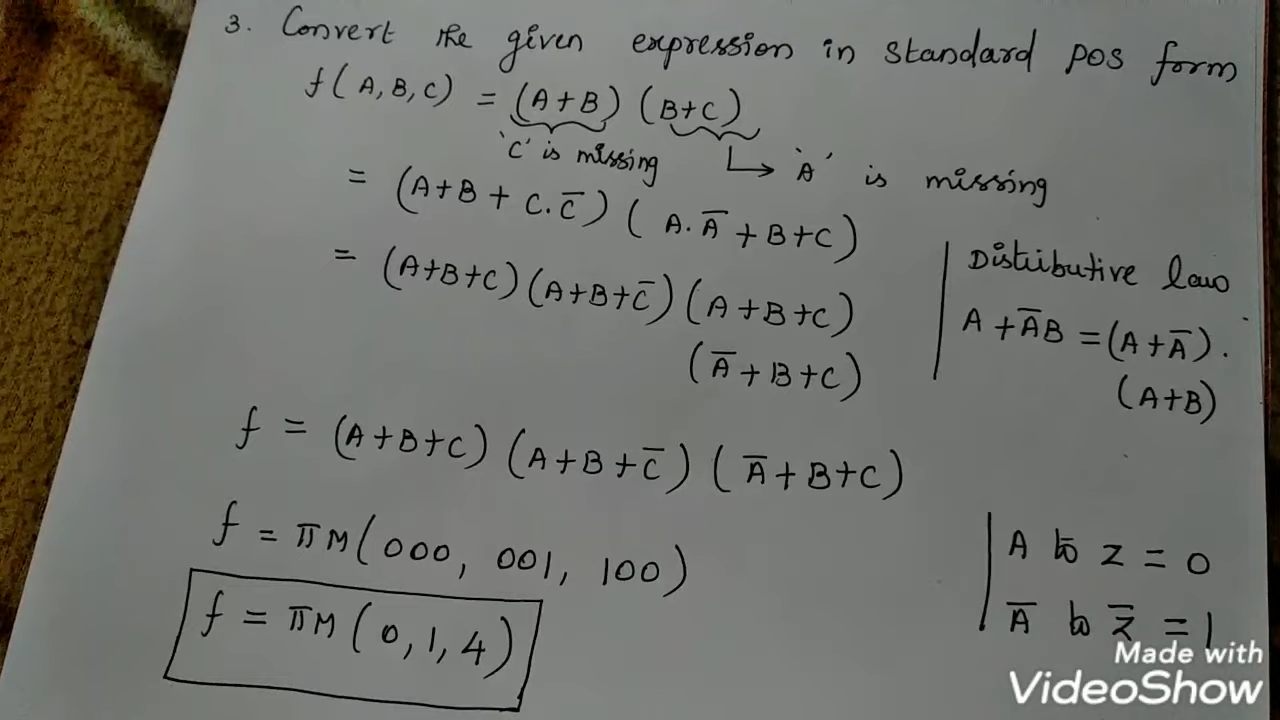 3. Convert the given expression in standard pos form
f(A,B,C) = (A+B) (B+C)
'C' is missing ↳ 'A' is missing
= (A+B + C.C̅) ( A.A̅ + B+C)
= (A+B+C) (A+B+C̅) (A+B+C)
(A̅+B+C)
Distributive law
A + A̅B = (A+A̅).
(A+B)
f = (A+B+C) (A+B+C̅) (A̅+B+C)
f = πM(000, 001, 100)
f = πM(0,1,4)
A to z = 0
A̅ to z̅ = 1
Made with
VideoShow